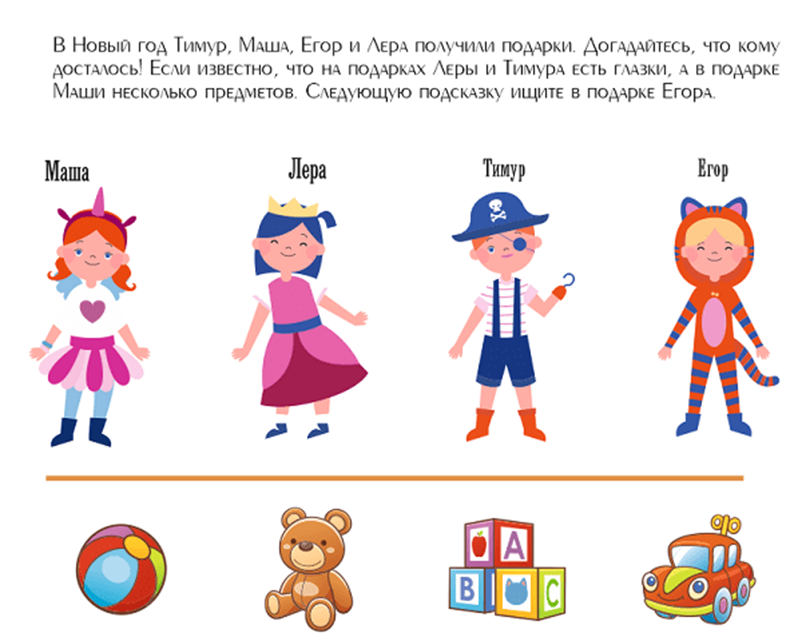 В Новый год Тимур, Маша, Егор и Лера получили подарки. Догадайтесь, что кому
досталось! Если известно, что на подарках Леры и Тимура есть глазки, а в подарке
Маши несколько предметов. Следующую подсказку ищите в подарке Егора.
Маша Лера Тимур Егор
A
B C